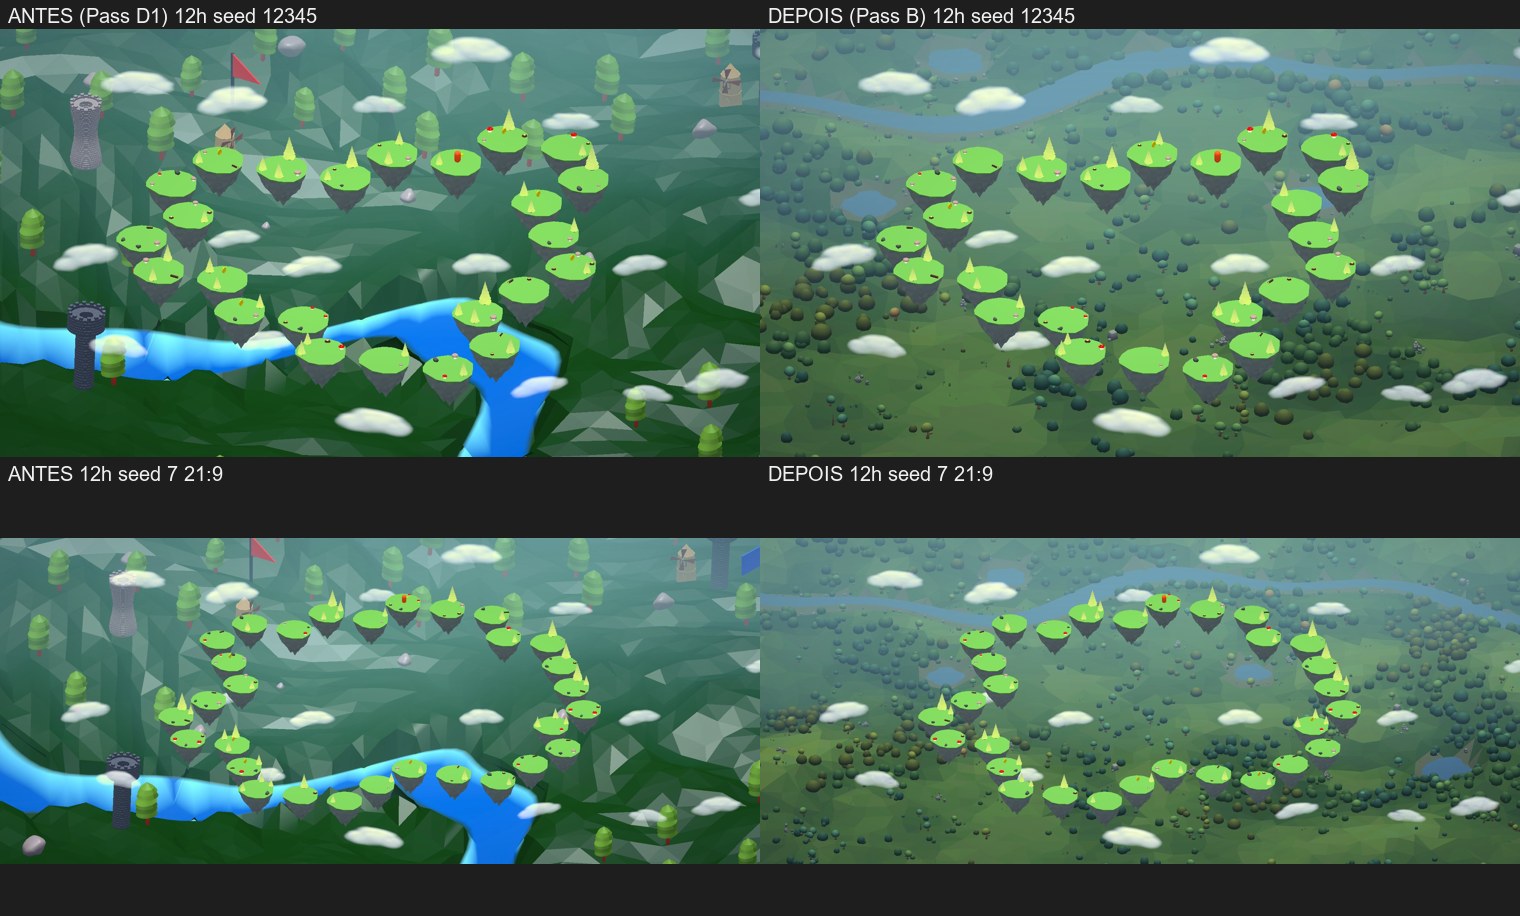 ANTES (Pass D1) 12h seed 12345
DEPOIS (Pass B) 12h seed 12345
ANTES 12h seed 7 21:9
DEPOIS 12h seed 7 21:9